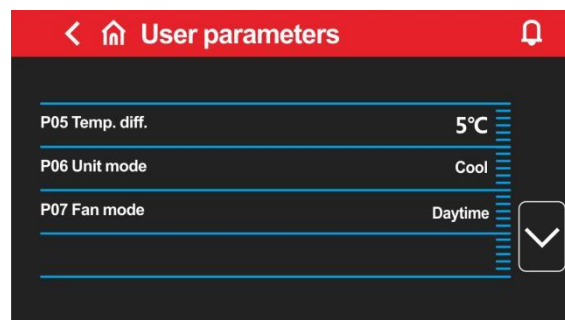 User parameters
P05 Temp. diff. 5℃
P06 Unit mode Cool
P07 Fan mode Daytime